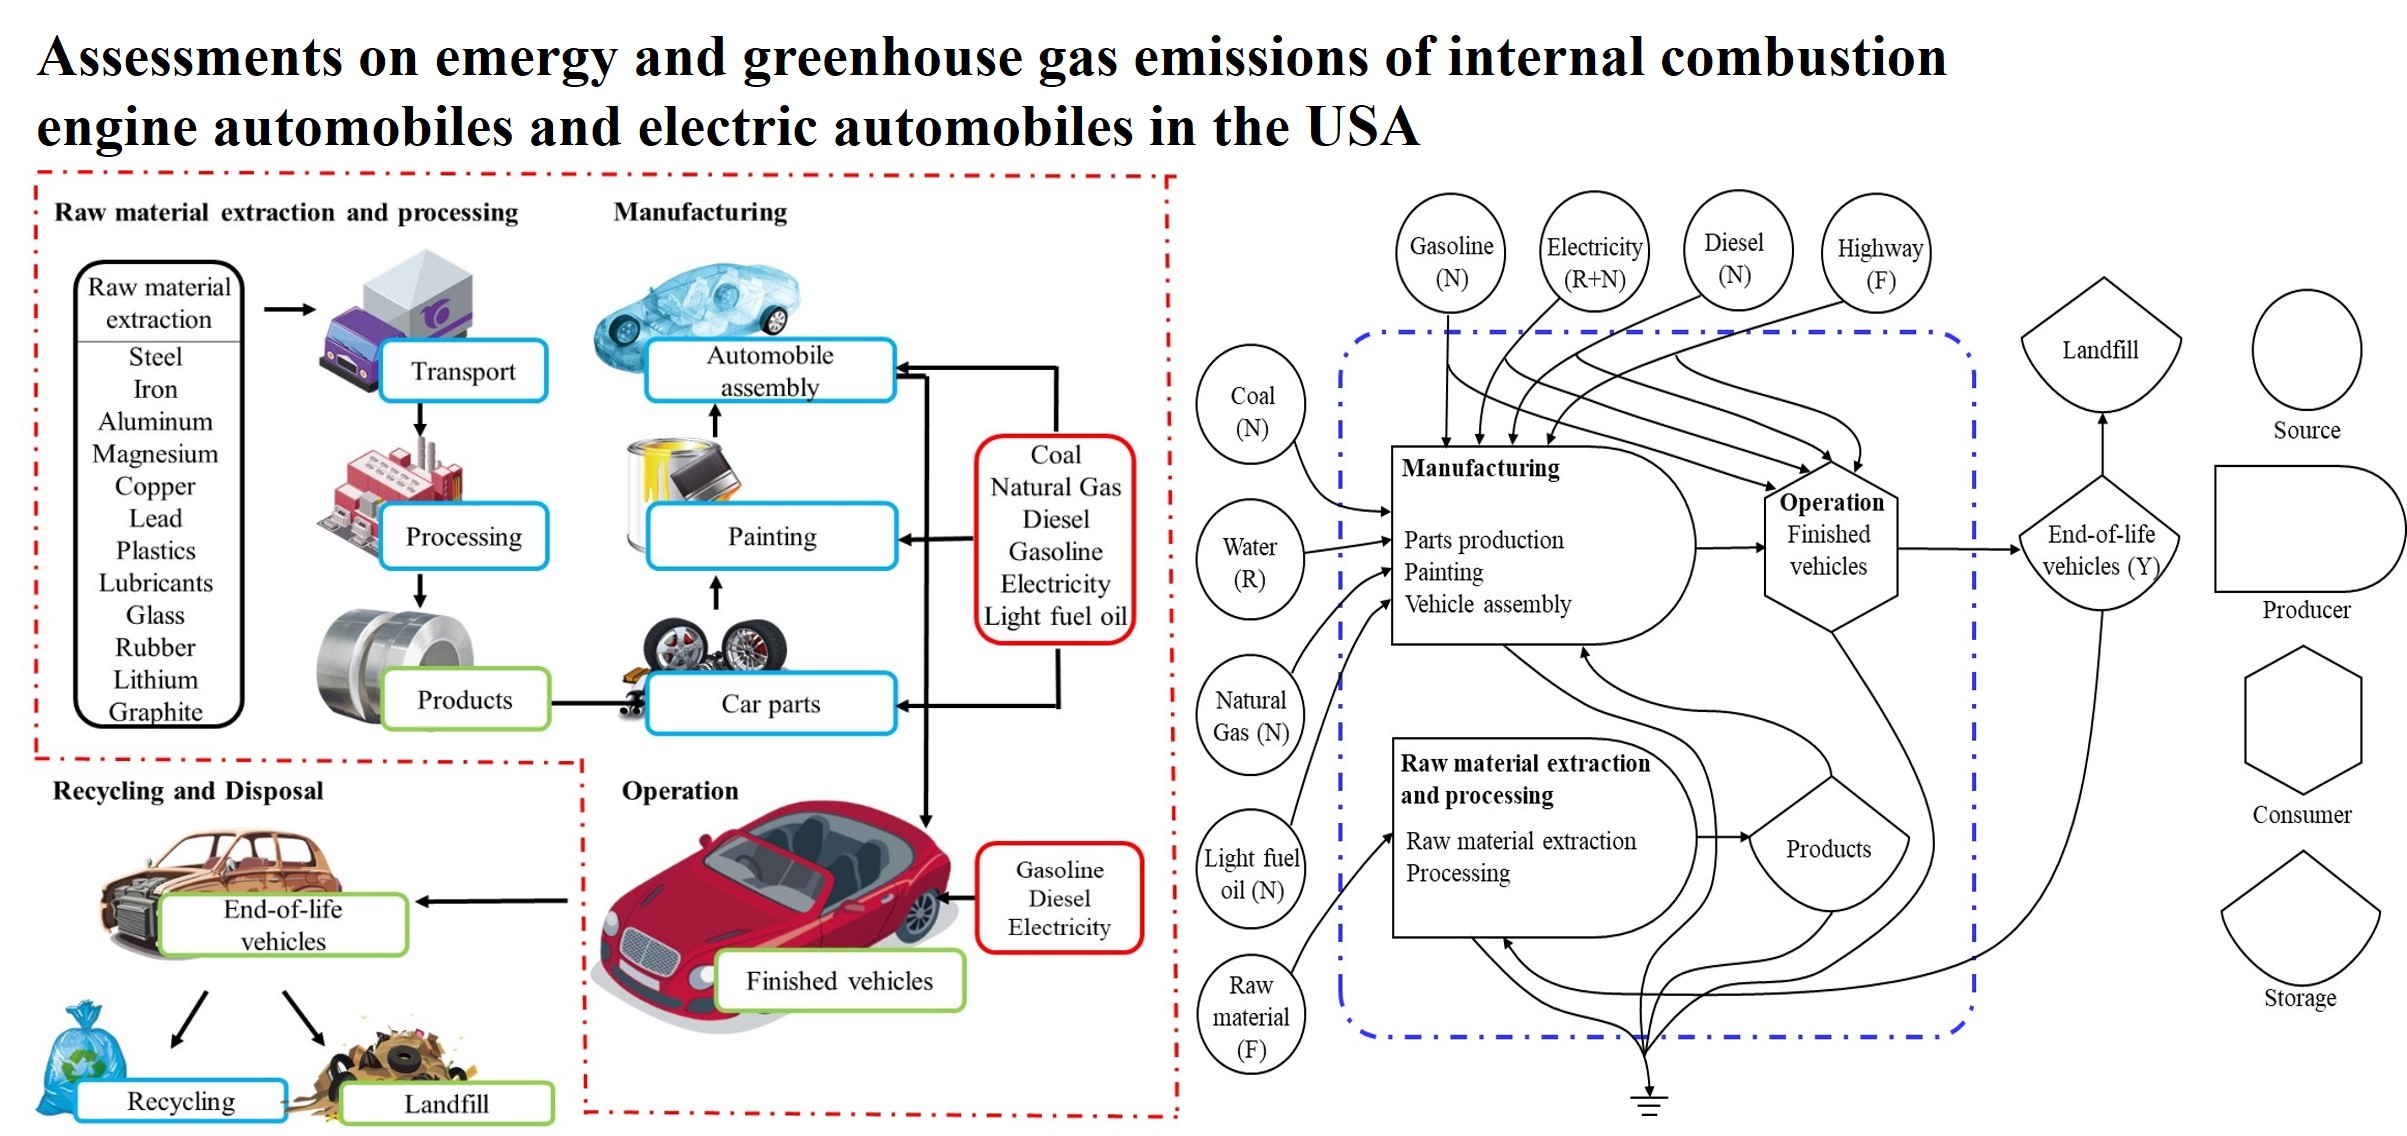 Assessments on emergy and greenhouse gas emissions of internal combustion
engine automobiles and electric automobiles in the USA
Raw material extraction and processing
Raw material
extraction
Steel
Iron
Aluminum
Magnesium
Copper
Lead
Plastics
Lubricants
Glass
Rubber
Lithium
Graphite
Transport
Processing
Products
Manufacturing
Automobile
assembly
Painting
Car parts
Coal
Natural Gas
Diesel
Gasoline
Electricity
Light fuel oil
Recycling and Disposal
End-of-life
vehicles
Recycling
Landfill
Operation
Finished vehicles
Gasoline
Diesel
Electricity
Gasoline
(N)
Electricity
(R+N)
Diesel
(N)
Highway
(F)
Coal
(N)
Water
(R)
Natural
Gas (N)
Light fuel
oil (N)
Raw
material
(F)
Manufacturing
Parts production
Painting
Vehicle assembly
Operation
Finished
vehicles
Raw material extraction
and processing
Raw material extraction
Processing
Products
Landfill
End-of-life
vehicles (Y)
Source
Producer
Consumer
Storage